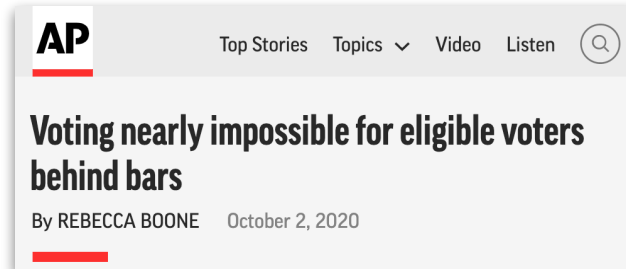 AP
Top Stories Topics Video Listen
Voting nearly impossible for eligible voters
behind bars
By REBECCA BOONE October 2, 2020